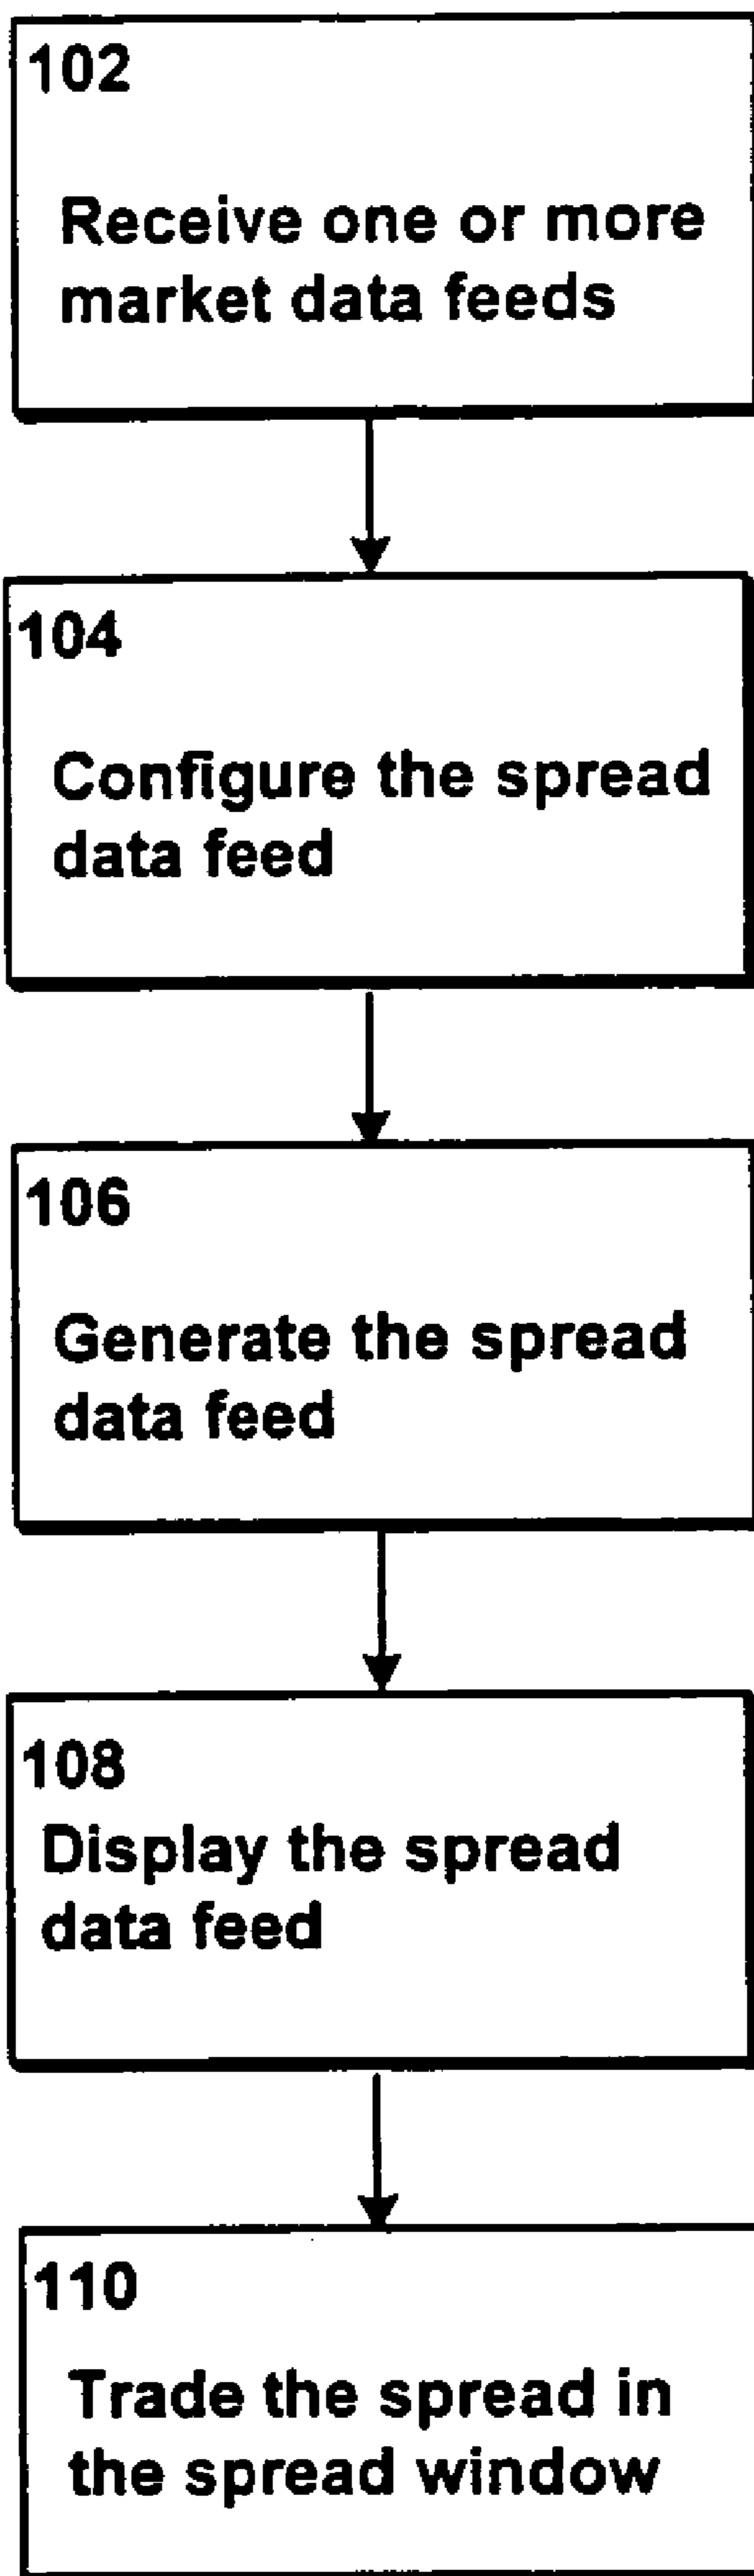 102
Receive one or more
market data feeds
104
Configure the spread
data feed
106
Generate the spread
data feed
108
Display the spread
data feed
110
Trade the spread in
the spread window